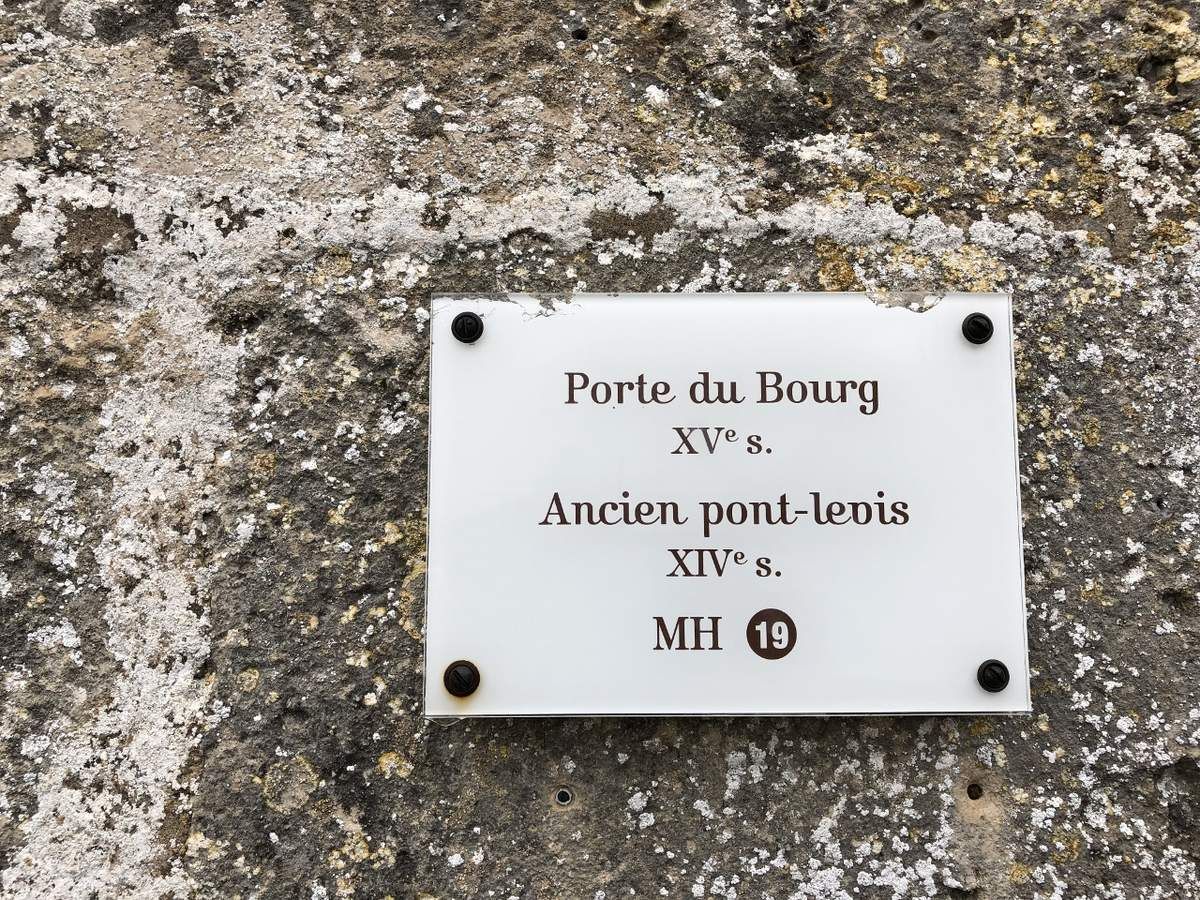 Porte du Bourg
XVe s.
Ancien pont-levis
XIVe s.
MH 19